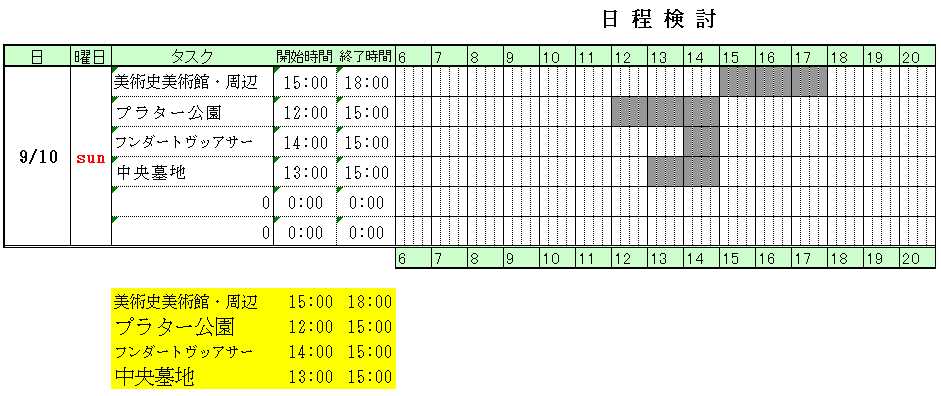 日 程 検 討
日 曜日 タスク 開始時間 終了時間 6 7 8 9 10 11 12 13 14 15 16 17 18 19 20
美術史美術館・周辺 15:00 18:00
プラター公園 12:00 15:00
フンダートヴッアサー 14:00 15:00
9/10 sun
中央墓地 13:00 15:00
0 0:00 0:00
0 0:00 0:00
6 7 8 9 10 11 12 13 14 15 16 17 18 19 20
美術史美術館・周辺 15:00 18:00
プラター公園 12:00 15:00
フンダートヴッアサー 14:00 15:00
中央墓地 13:00 15:00